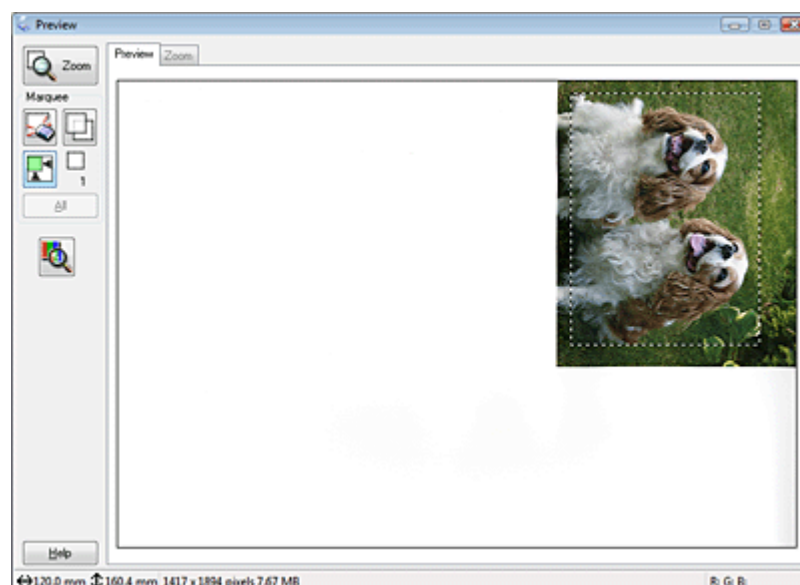 Preview
Zoom
Preview Zoom
Marquee
1
All
Help
120.0 mm 160.4 mm 1417 x 1894 pixels 7.67 MB
R: G: B: